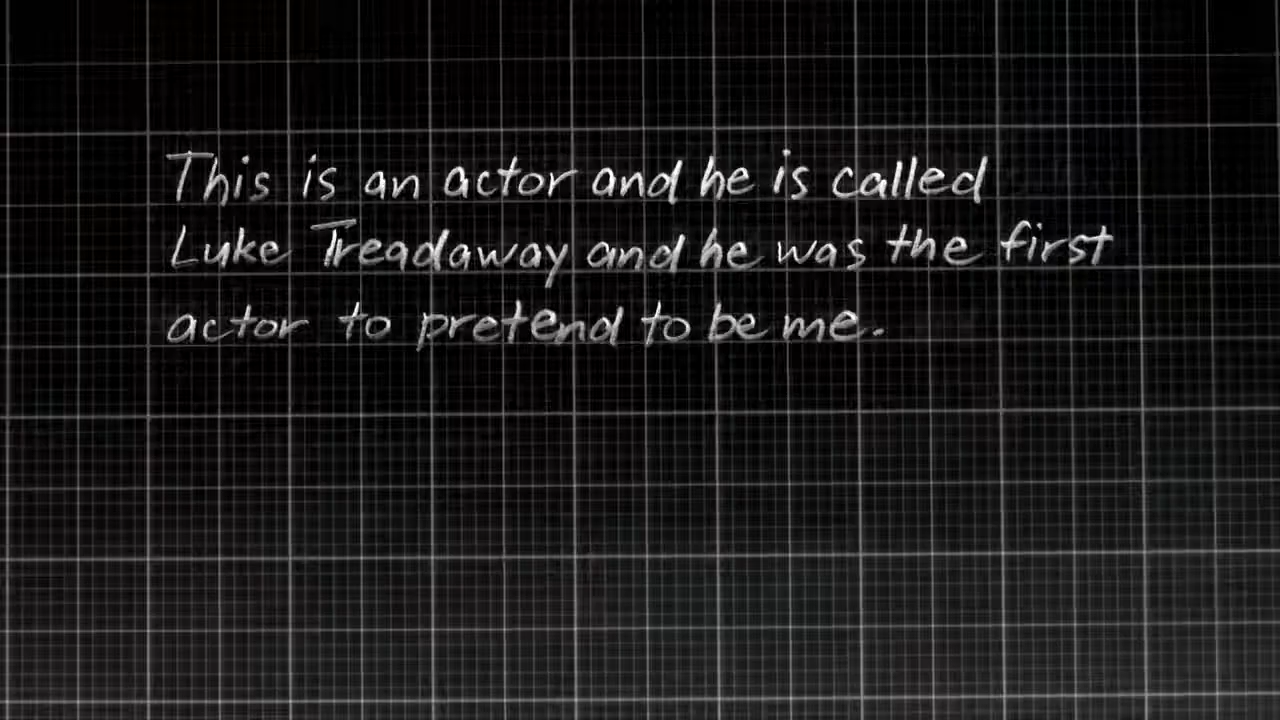 This is an actor and he is called
Luke Treadaway and he was the first
actor to pretend to be me.